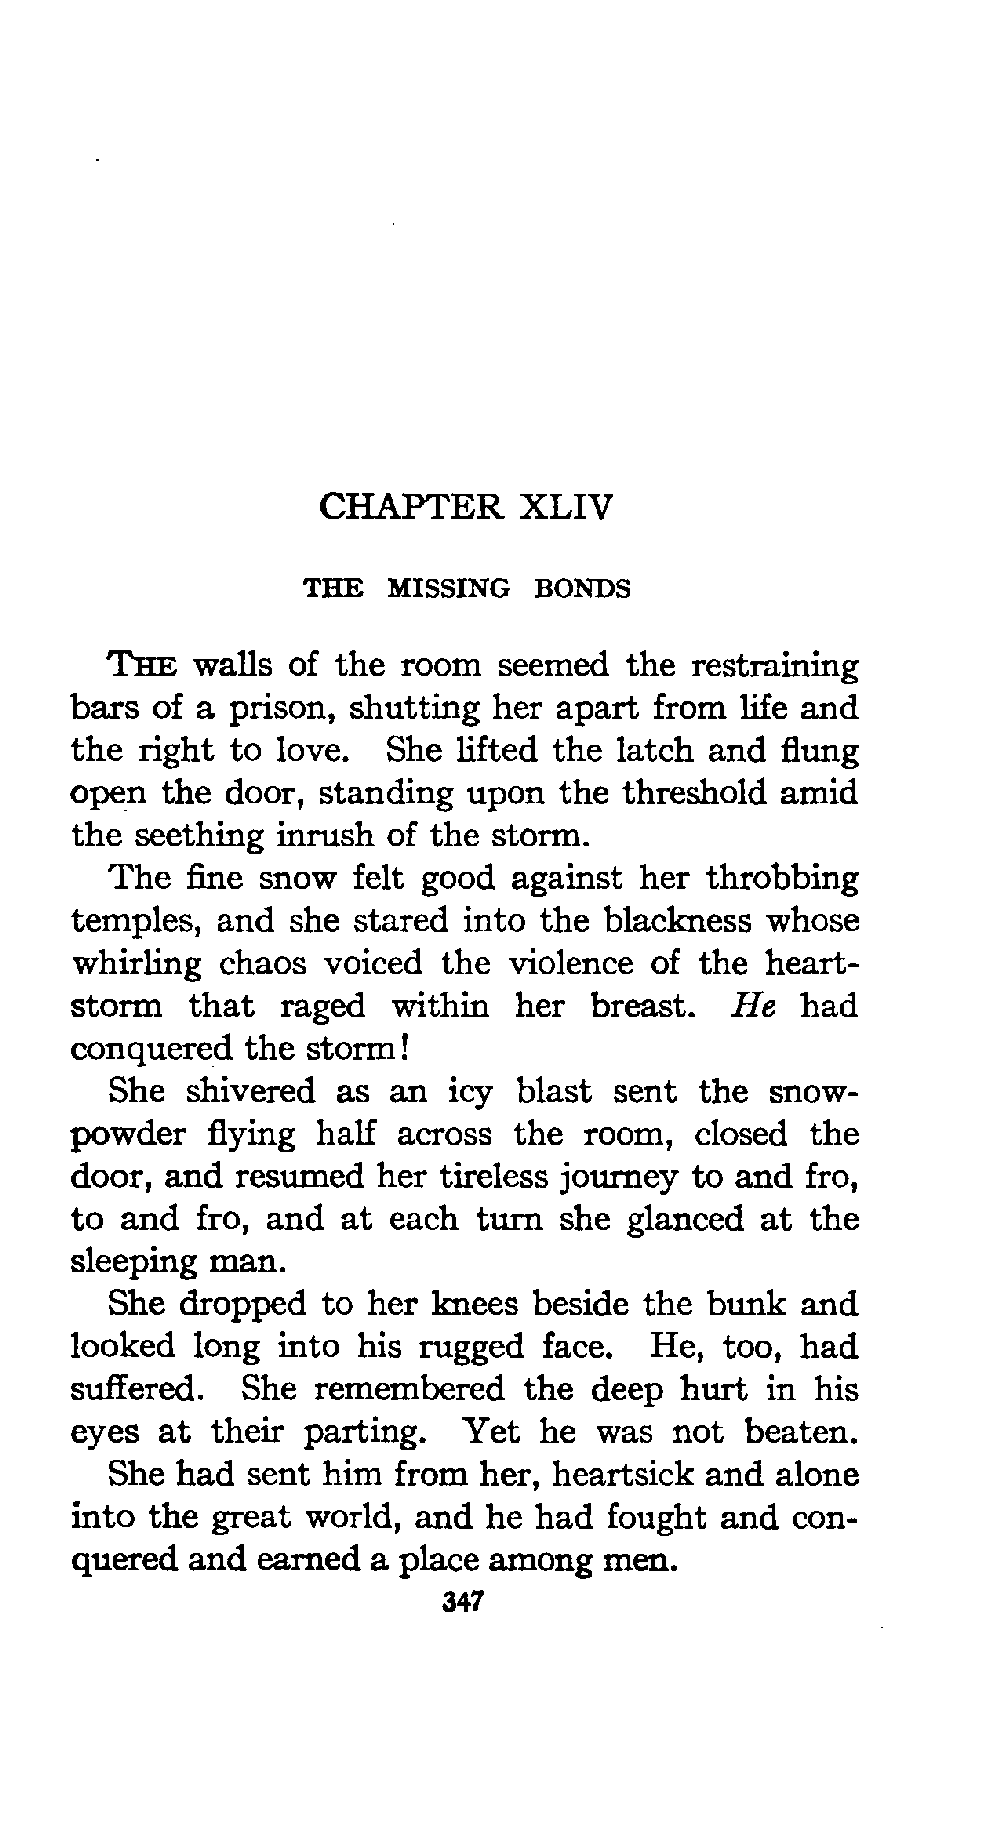 CHAPTER XLIV
THE MISSING BONDS
THE walls of the room seemed the restraining
bars of a prison, shutting her apart from life and
the right to love. She lifted the latch and flung
open the door, standing upon the threshold amid
the seething inrush of the storm.
The fine snow felt good against her throbbing
temples, and she stared into the blackness whose
whirling chaos voiced the violence of the heart-
storm that raged within her breast. He had
conquered the storm!
She shivered as an icy blast sent the snow-
powder flying half across the room, closed the
door, and resumed her tireless journey to and fro,
to and fro, and at each turn she glanced at the
sleeping man.
She dropped to her knees beside the bunk and
looked long into his rugged face. He, too, had
suffered. She remembered the deep hurt in his
eyes at their parting. Yet he was not beaten.
She had sent him from her, heartsick and alone
into the great world, and he had fought and con-
quered and earned a place among men.
347